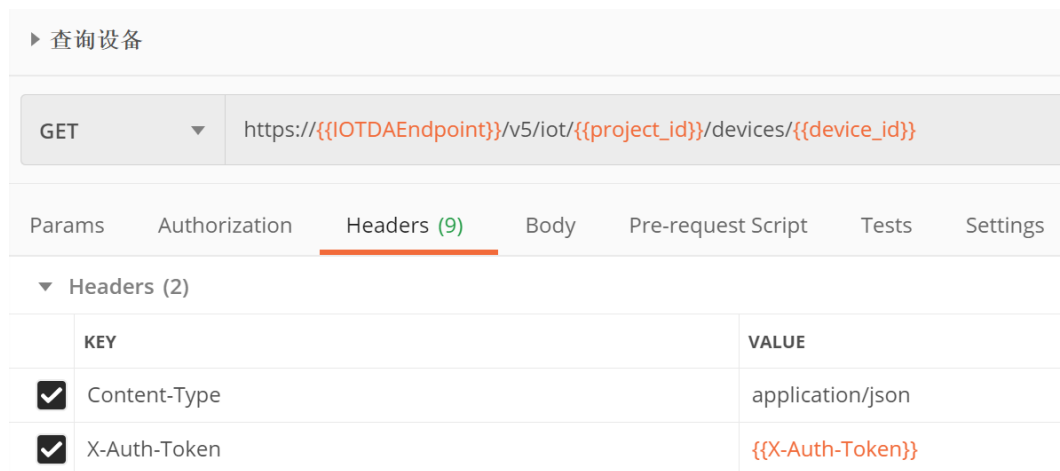 查询设备
GET https://{{IOTDAEndpoint}}/v5/iot/{{project_id}}/devices/{{device_id}}
Params Authorization Headers (9) Body Pre-request Script Tests Settings
Headers (2)
KEY VALUE
Content-Type application/json
X-Auth-Token {{X-Auth-Token}}